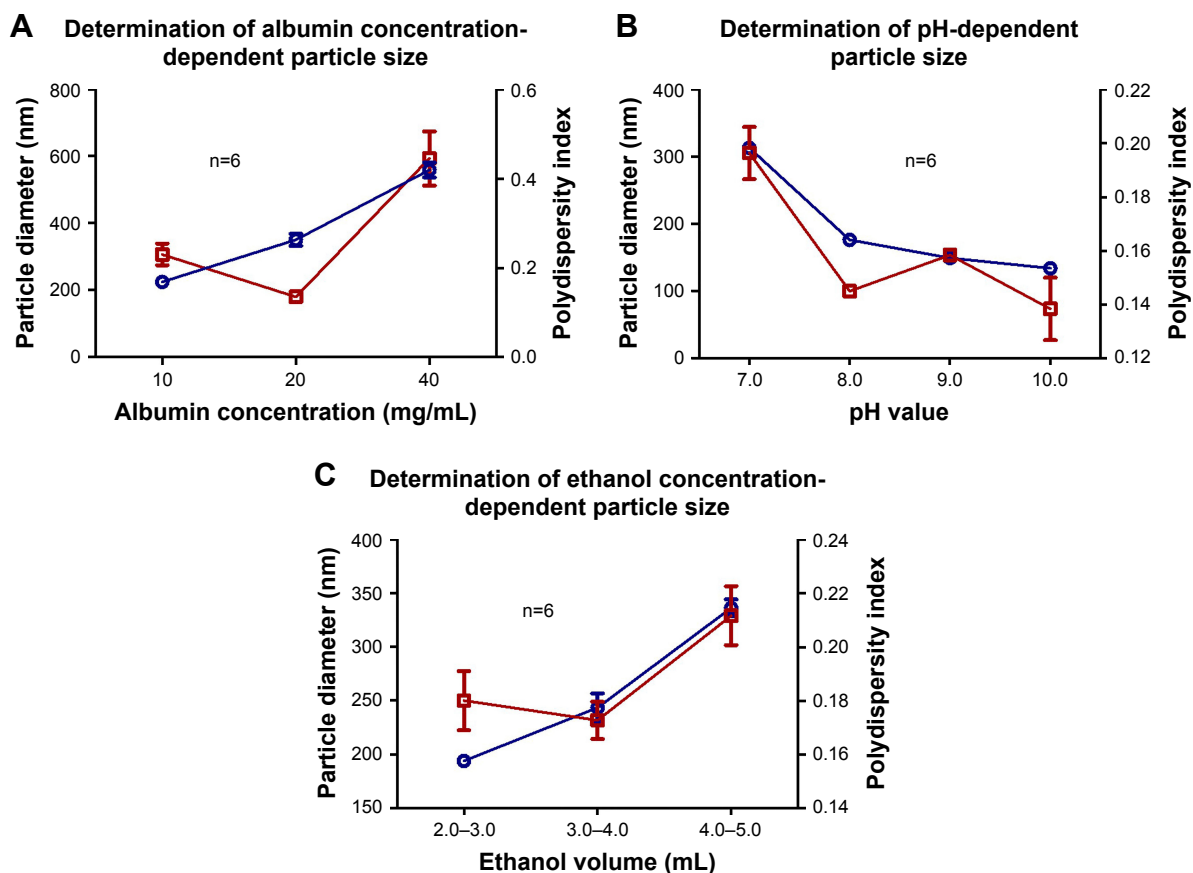 A
Determination of albumin concentration-
dependent particle size
800
600
400
200
0
Particle diameter (nm)
n=6
0.6
0.4
0.2
0.0
Polydispersity index
10 20 40
Albumin concentration (mg/mL)
B
Determination of pH-dependent
particle size
400
300
200
100
0
Particle diameter (nm)
n=6
0.22
0.20
0.18
0.16
0.14
0.12
Polydispersity index
7.0 8.0 9.0 10.0
pH value
C
Determination of ethanol concentration-
dependent particle size
400
350
300
250
200
150
Particle diameter (nm)
n=6
0.24
0.22
0.20
0.18
0.16
0.14
Polydispersity index
2.0–3.0 3.0–4.0 4.0–5.0
Ethanol volume (mL)